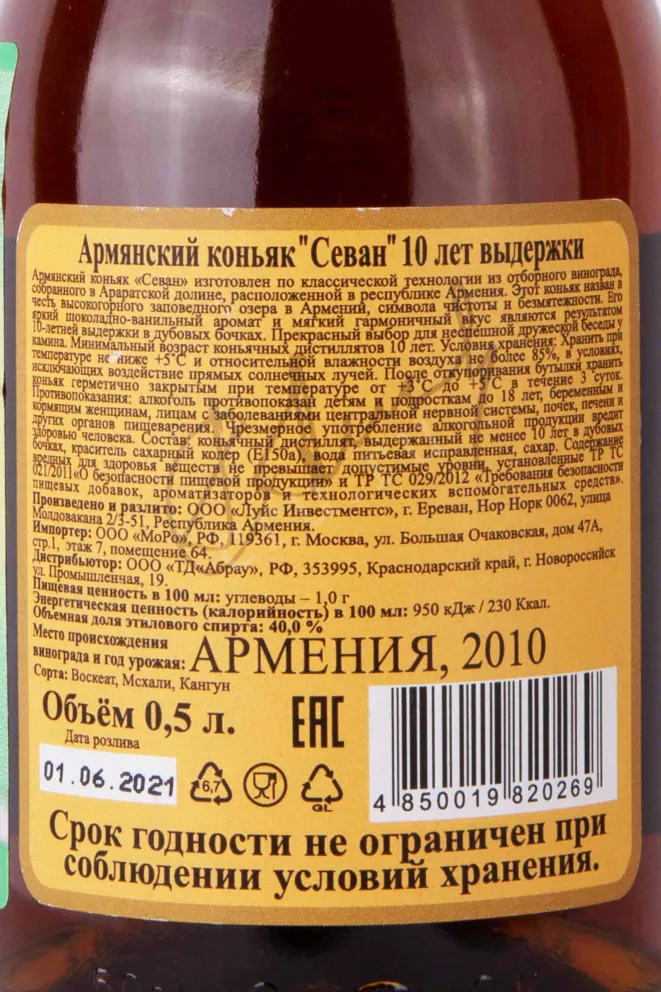 Армянский коньяк "Севан" 10 лет выдержки
Армянский коньяк «Севан» изготовлен по классической технологии из отборного винограда,
собранного в Араратской долине, расположенной в республике Армения. Этот коньяк назван в
честь высокогорного заповедного озера в Армений, символа чистоты и безмятежности. Его
яркий шоколадно-ванильный аромат и мягкий гармоничный вкус являются результатом
10-летней выдержки в дубовых бочках. Прекрасный выбор для неспешной дружеской беседы у
камина. Минимальный возраст коньячных дистиллятов 10 лет. Условия хранения: Хранить при
температуре не ниже +5°С и относительной влажности воздуха не более 85%, в условиях,
исключающих воздействие прямых солнечных лучей. После откупоривания бутылки хранить
коньяк герметично закрытым при температуре от +3°С до +5°С в течение 3 суток.
Противопоказания: алкоголь противопоказан детям и подросткам до 18 лет, беременным и
кормящим женщинам, лицам с заболеваниями центральной нервной системы, почек, печени и
других органов пищеварения. Чрезмерное употребление алкогольной продукции вредит
здоровью человека. Состав: коньячный дистиллят, выдержанный не менее 10 лет в дубовых
бочках, краситель сахарный колер (Е150а), вода питьевая исправленная, сахар. Содержание
вредных для здоровья веществ не превышает допустимые уровни, установленные ТР ТС
021/2011«О безопасности пищевой продукции» и ТР ТС 029/2012 «Требования безопасности
пищевых добавок, ароматизаторов и технологических вспомогательных средств».
Произведено и разлито: ООО «Луйс Инвестментс», г. Ереван, Нор Норк 0062, улица
Молдовакана 2/3-51, Республика Армения.
Импортер: ООО «МоРо», РФ, 119361, г. Москва, ул. Большая Очаковская, дом 47А,
стр.1, этаж 7, помещение 64.
Дистрибьютор: ООО «ТД«Абрау», РФ, 353995, Краснодарский край, г. Новороссийск
ул. Промышленная, 19.
Пищевая ценность в 100 мл: углеводы – 1,0 г
Энергетическая ценность (калорийность) в 100 мл: 950 кДж / 230 Ккал.
Объемная доля этилового спирта: 40,0 %
Место происхождения
винограда и год урожая: АРМЕНИЯ, 2010
Сорта: Воскеат, Мсхали, Кангун
Объём 0,5 л.
EAC
Дата розлива
01.06.2021
6,7
GL
4 850019 820269
Срок годности не ограничен при
соблюдении условий хранения.